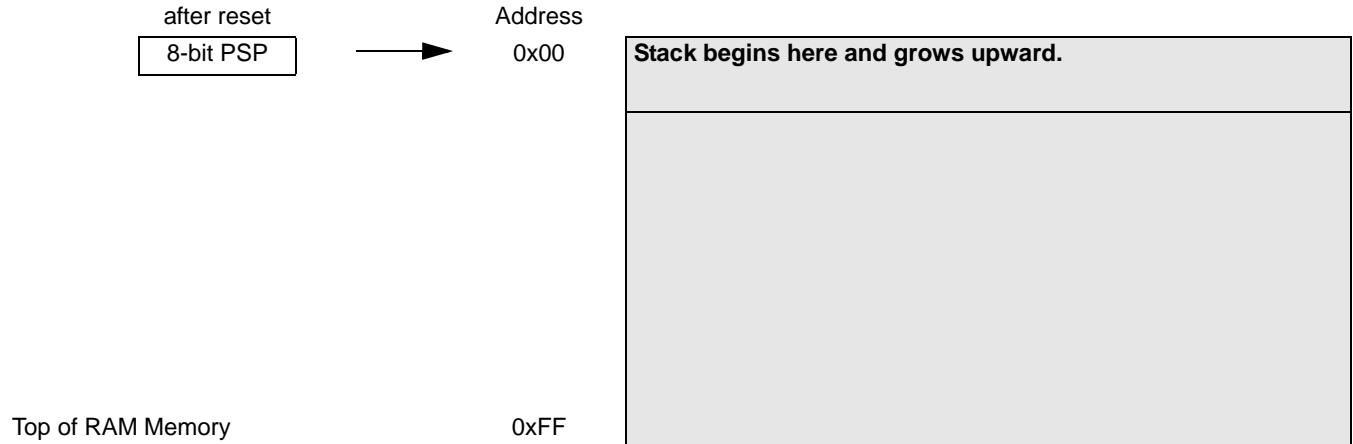 after reset Address
8-bit PSP 0x00 Stack begins here and grows upward.
Top of RAM Memory 0xFF